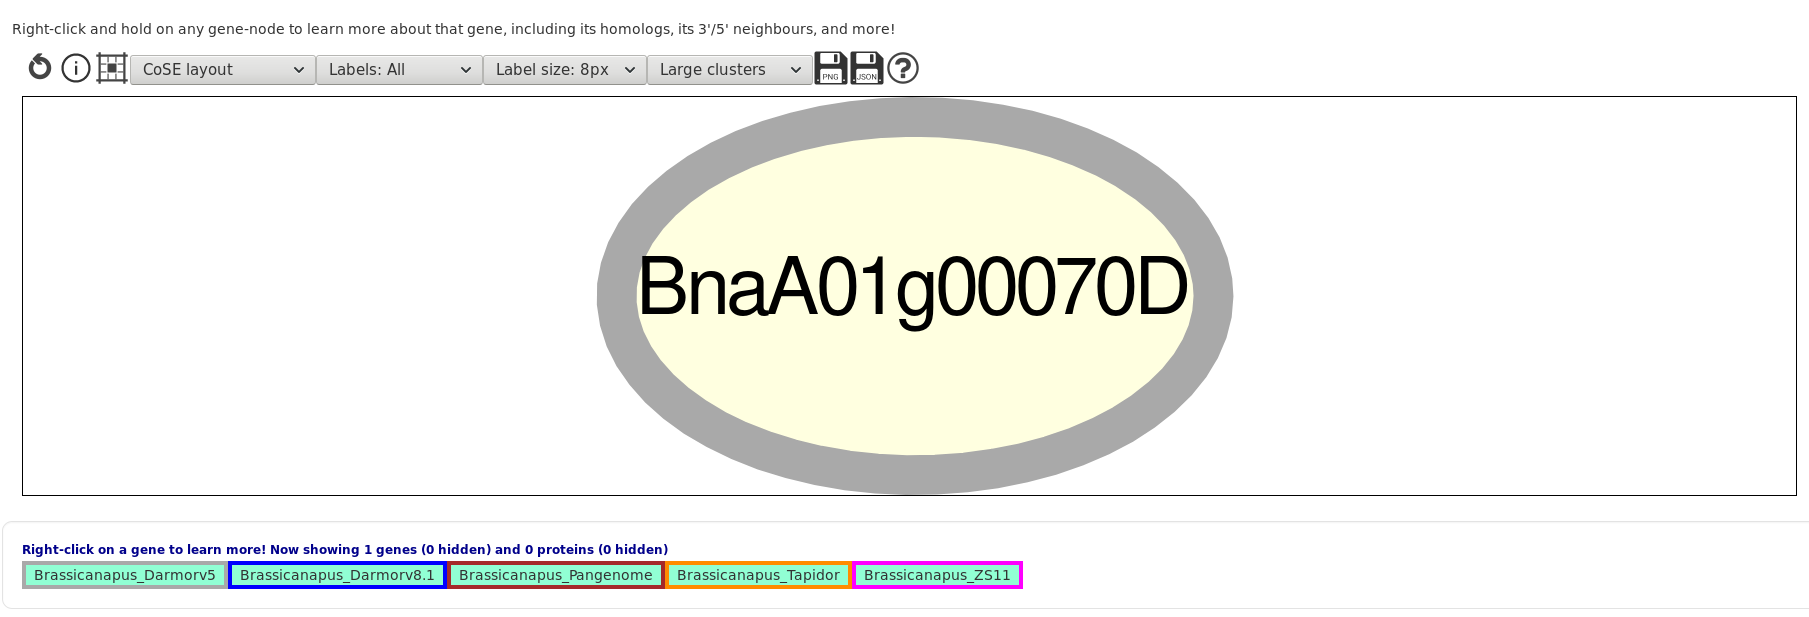 Right-click and hold on any gene-node to learn more about that gene, including its homologs, its 3'/5' neighbours, and more!
CoSE layout Labels: All Label size: 8px Large clusters PNG JSON
BnaA01g00070D
Right-click on a gene to learn more! Now showing 1 genes (0 hidden) and 0 proteins (0 hidden)
Brassicanapus_Darmorv5 Brassicanapus_Darmorv8.1 Brassicanapus_Pangenome Brassicanapus_Tapidor Brassicanapus_ZS11